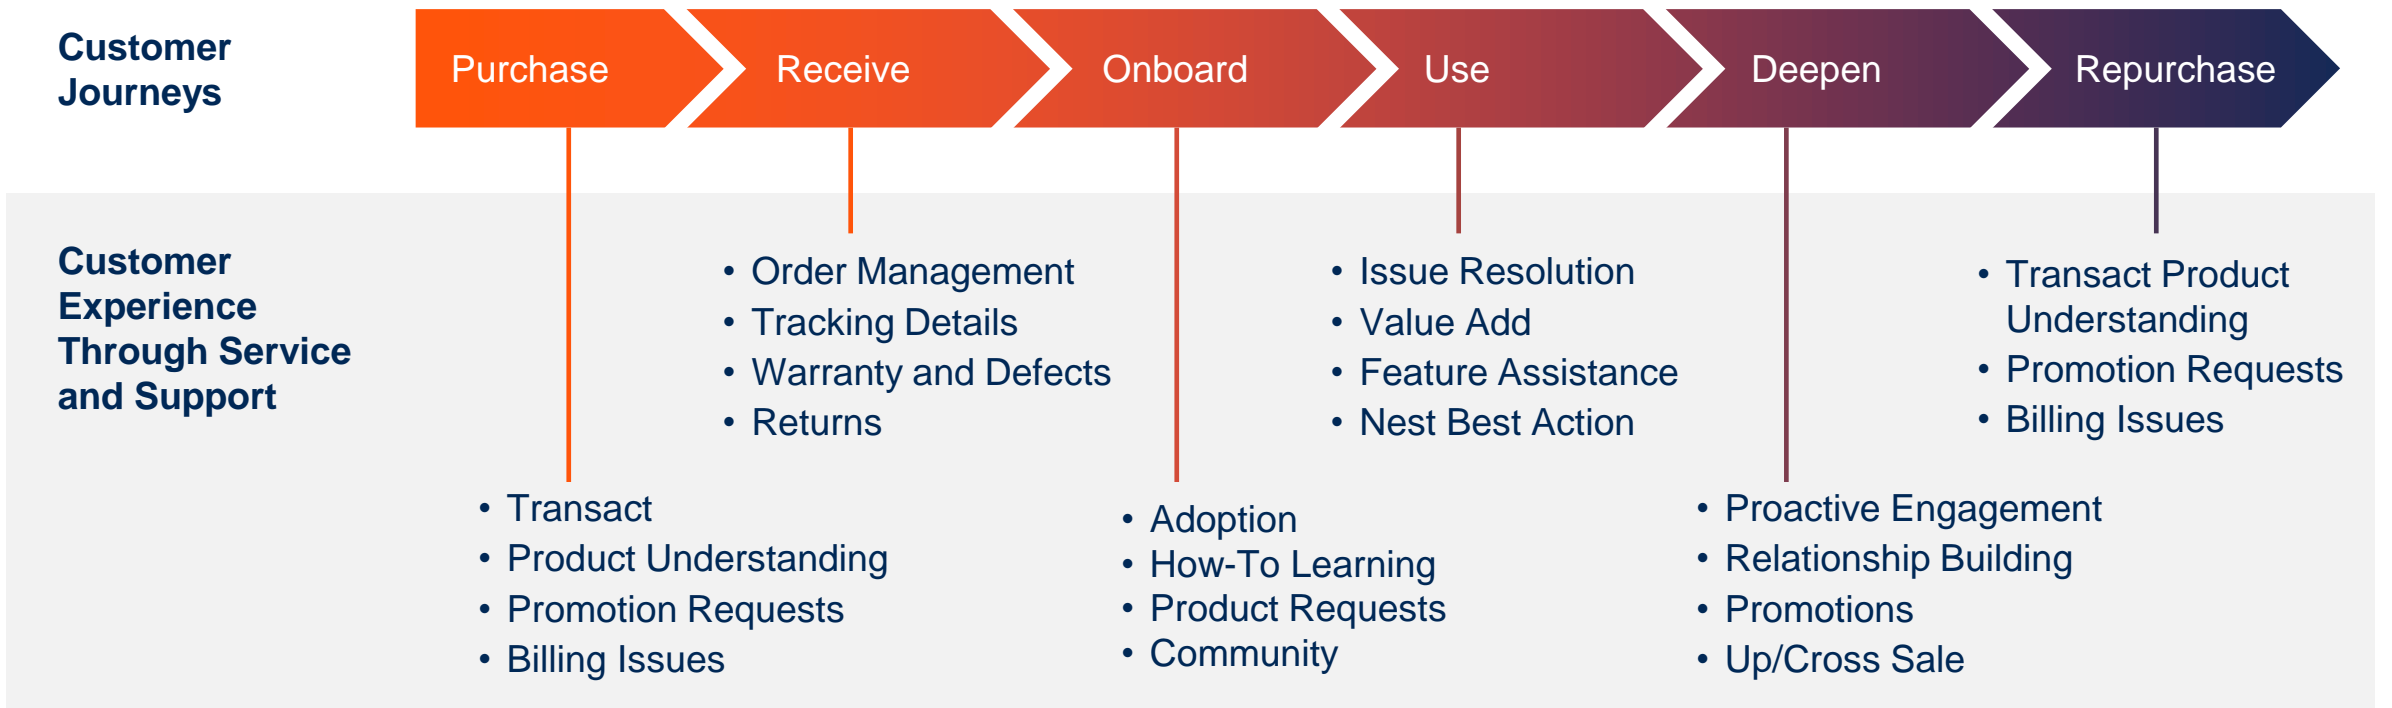 Customer
Journeys
Purchase
Receive
Onboard
Use
Deepen
Repurchase
Customer
Experience
Through Service
and Support
• Transact
• Product Understanding
• Promotion Requests
• Billing Issues
• Order Management
• Tracking Details
• Warranty and Defects
• Returns
• Adoption
• How-To Learning
• Product Requests
• Community
• Issue Resolution
• Value Add
• Feature Assistance
• Nest Best Action
• Proactive Engagement
• Relationship Building
• Promotions
• Up/Cross Sale
• Transact Product
Understanding
• Promotion Requests
• Billing Issues